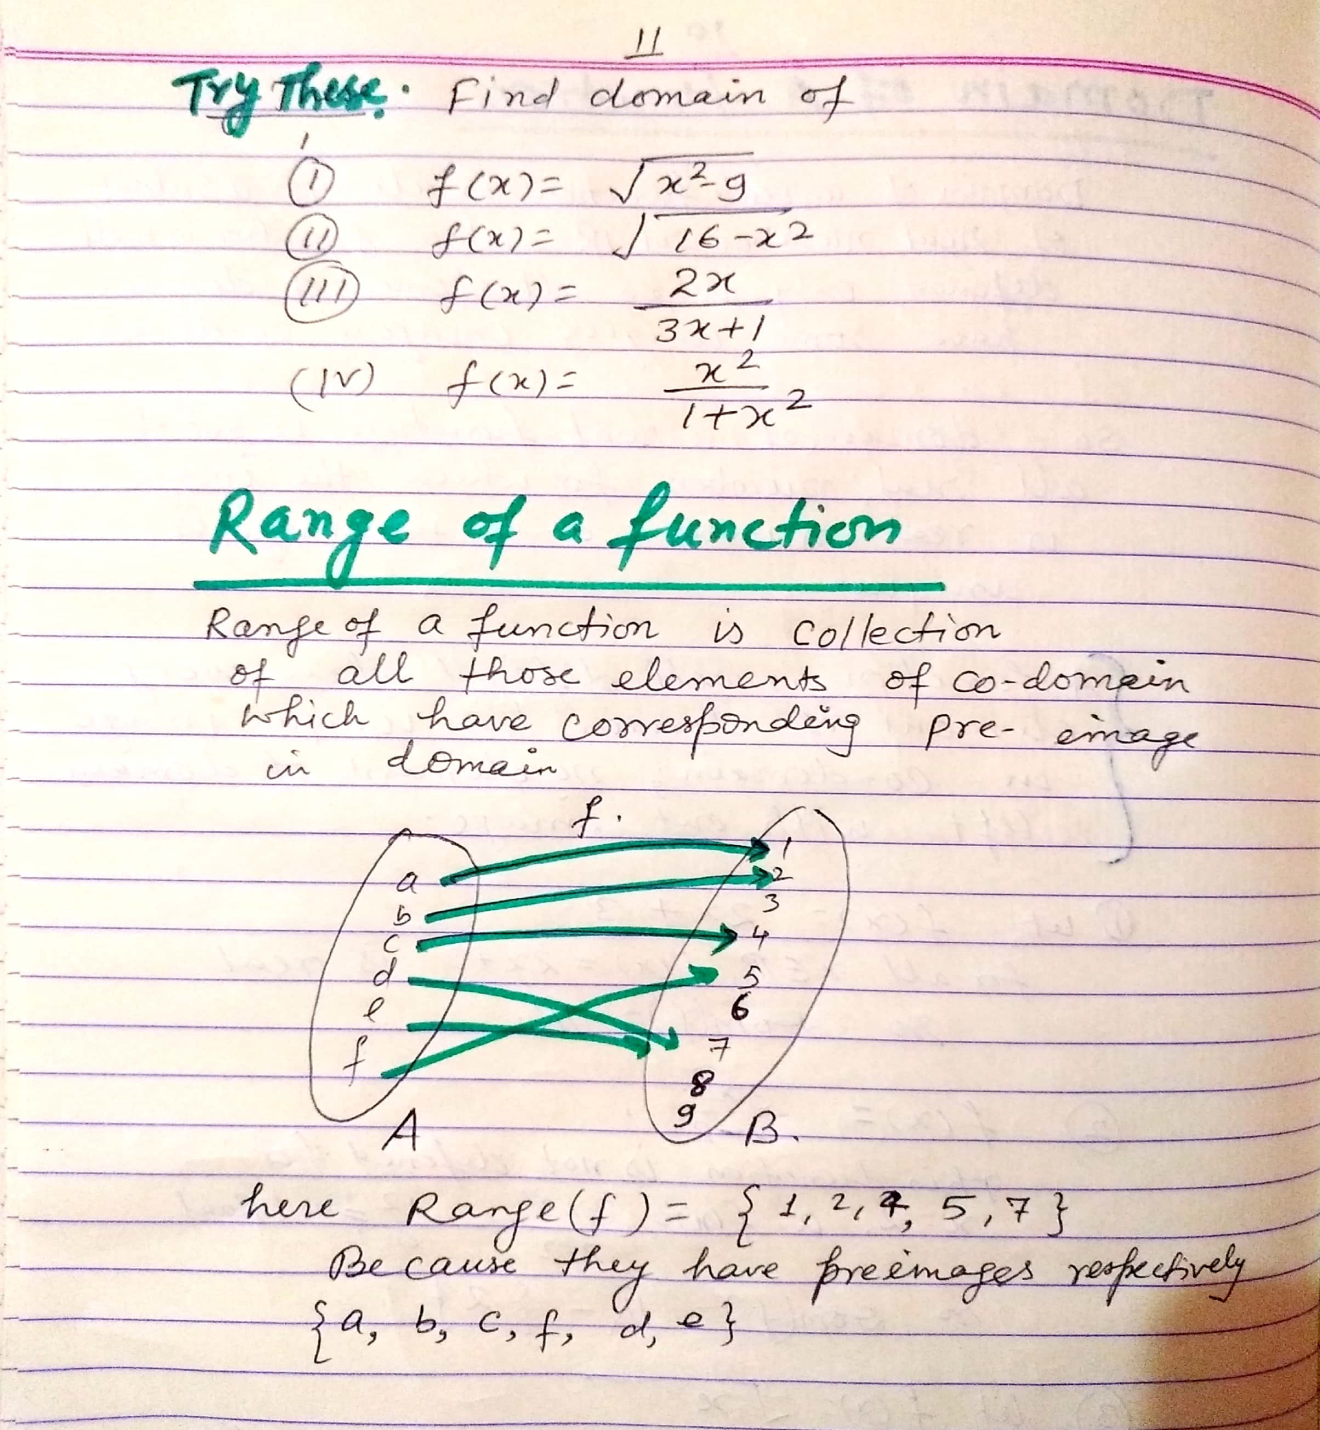 11
Try These. Find domain of
(I) f(x) = √x²-9
(II) f(x) = √16-x²
(III) f(x) = 2x
3x+1
(IV) f(x) = x²
1+x²
Range of a function
Range of a function is collection
of all those elements of co-domain
which have corresponding pre- image
in domain
f.
a
b
c
d
e
f
A
1
2
3
4
5
6
7
8
9
B.
here Range(f) = {1, 2, 4, 5, 7}
Because they have preimages respectively
{a, b, c, f, d, e}